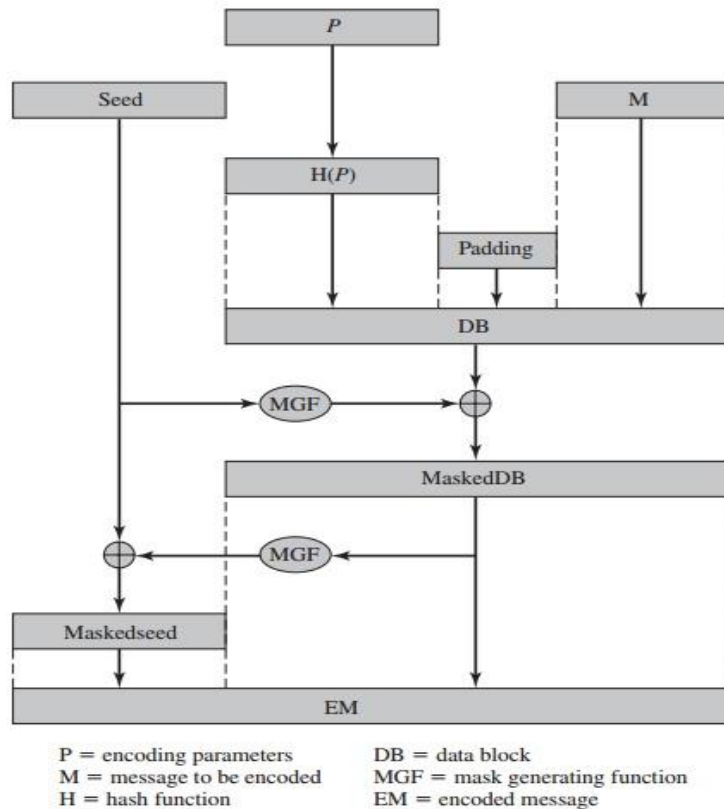 P
Seed
M
H(P)
Padding
DB
MGF
MaskedDB
MGF
Maskedseed
EM
P = encoding parameters
M = message to be encoded
H = hash function
DB = data block
MGF = mask generating function
EM = encoded message